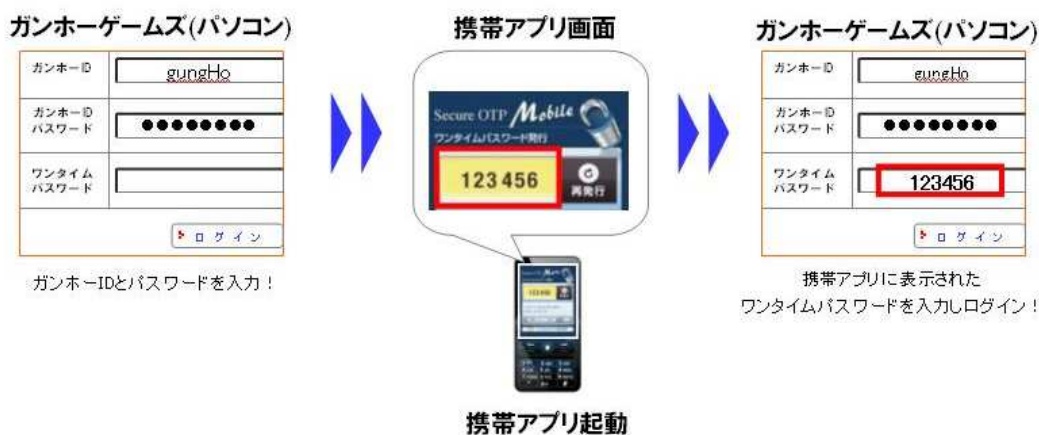 ガンホーゲームズ(パソコン)
ガンホーID
gungHo
ガンホーID
パスワード
●●●●●●●●
ワンタイム
パスワード
ログイン
ガンホーIDとパスワードを入力！
携帯アプリ画面
Secure OTP Mobile
ワンタイムパスワード発行
123 456
再発行
携帯アプリ起動
ガンホーゲームズ(パソコン)
ガンホーID
gungHo
ガンホーID
パスワード
●●●●●●●●
ワンタイム
パスワード
123456
ログイン
携帯アプリに表示された
ワンタイムパスワードを入力しログイン！